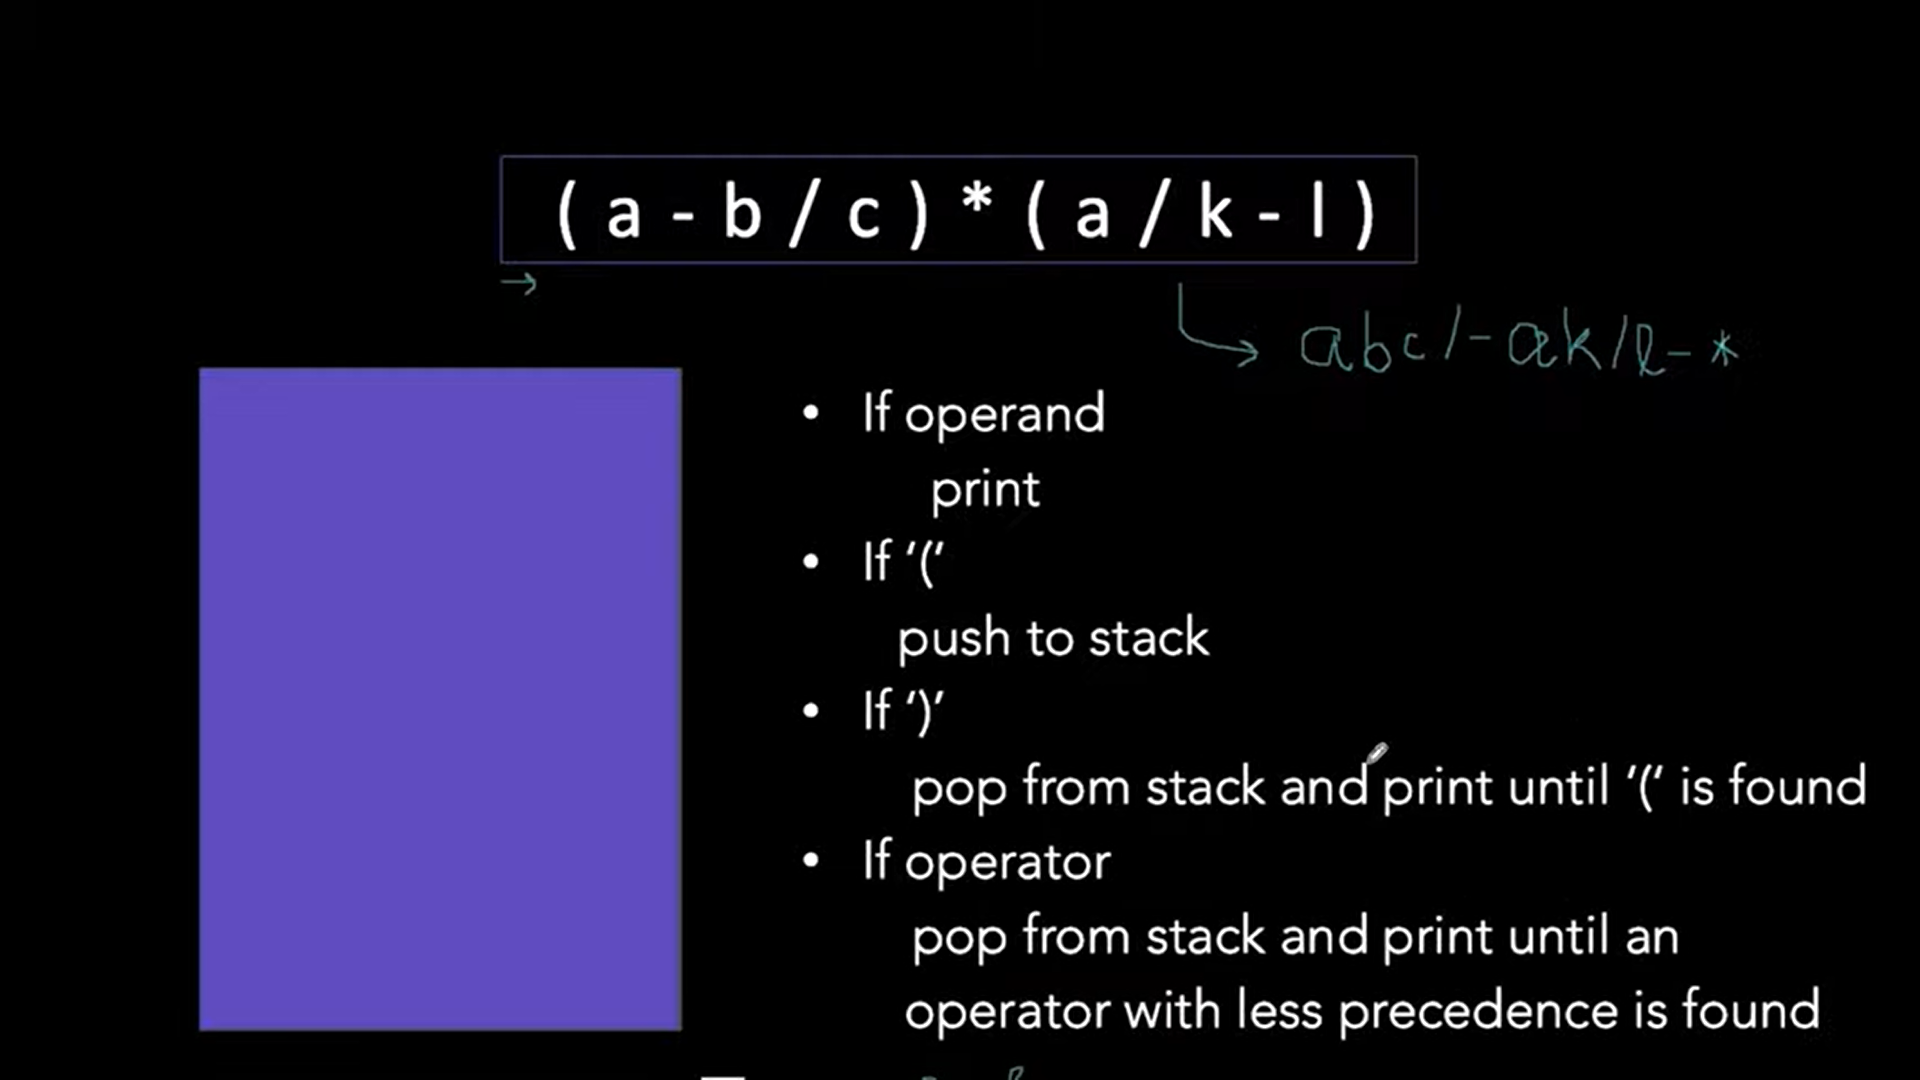 ( a - b / c ) * ( a / k - l )
→
abc/-ak/l-*
• If operand
print
• If ‘(‘
push to stack
• If ‘)’
pop from stack and print until ‘(‘ is found
• If operator
pop from stack and print until an
operator with less precedence is found